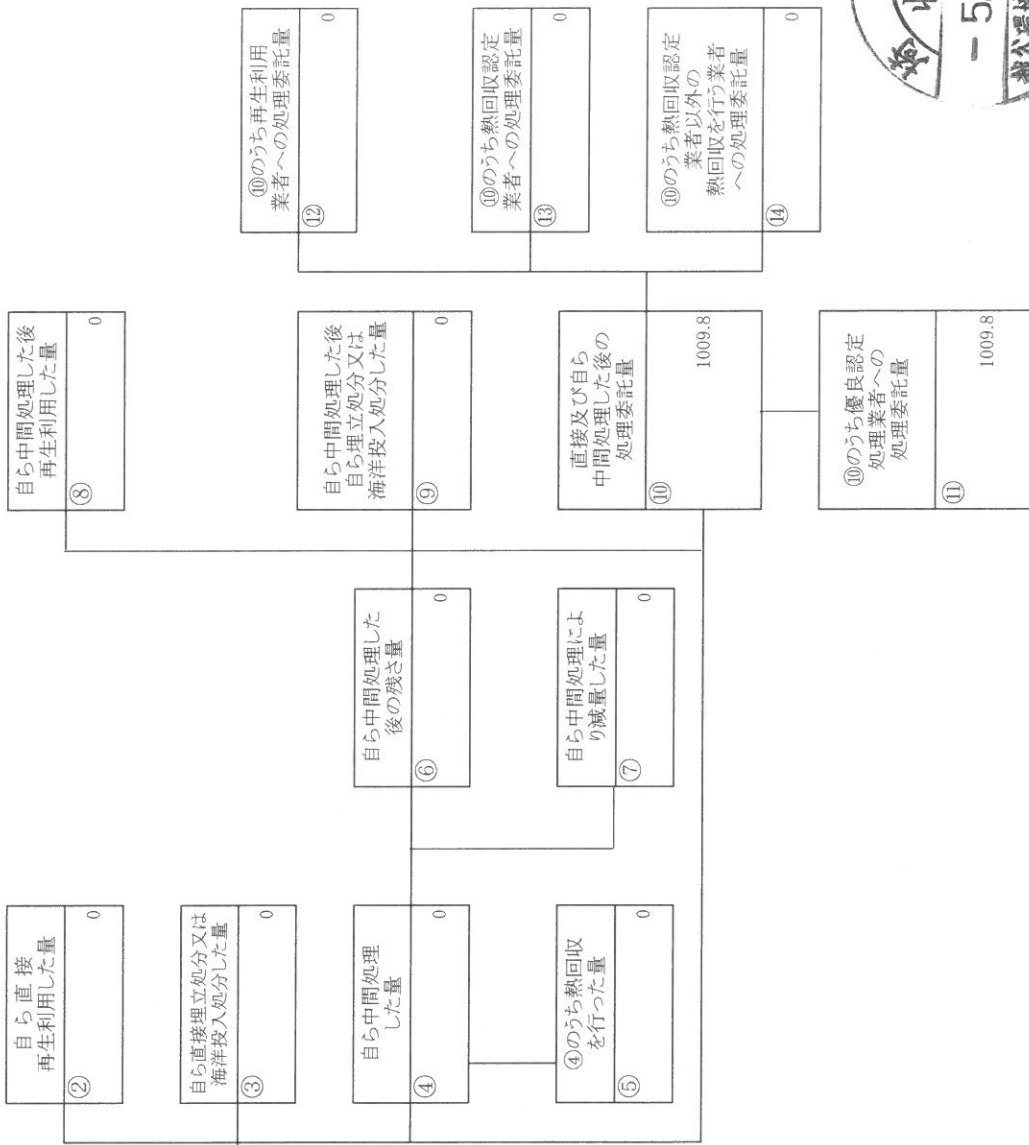 自ら直接
再生利用した量
②
0
自ら直接埋立処分又は
海洋投入処分した量
③
0
自ら中間処理
した量
④
0
④のうち熱回収
を行った量
⑤
0
自ら中間処理した
後の残さ量
⑥
0
自ら中間処理によ
り減量した量
⑦
0
自ら中間処理した後
再生利用した量
⑧
0
自ら中間処理した後
自ら埋立処分又は
海洋投入処分した量
⑨
0
直接及び自ら
中間処理した後の
処理委託量
⑩
1009.8
⑩のうち優良認定
処理業者への
処理委託量
⑪
1009.8
⑩のうち再生利用
業者への処理委託量
⑫
0
⑩のうち熱回収認定
業者への処理委託量
⑬
0
⑩のうち熱回収認定
業者以外の
熱回収を行う業者
への処理委託量
⑭
0